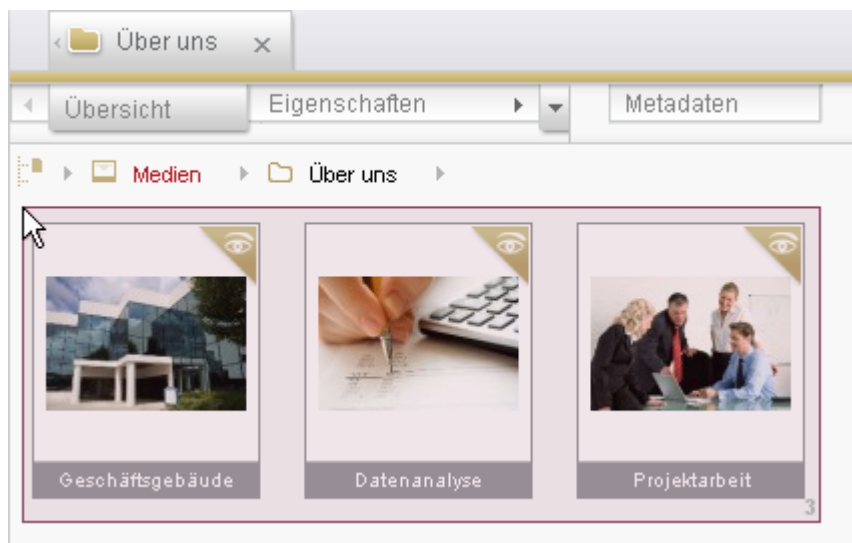 Über uns
Übersicht Eigenschaften Metadaten
Medien Über uns
Geschäftsgebäude Datenanalyse Projektarbeit
3